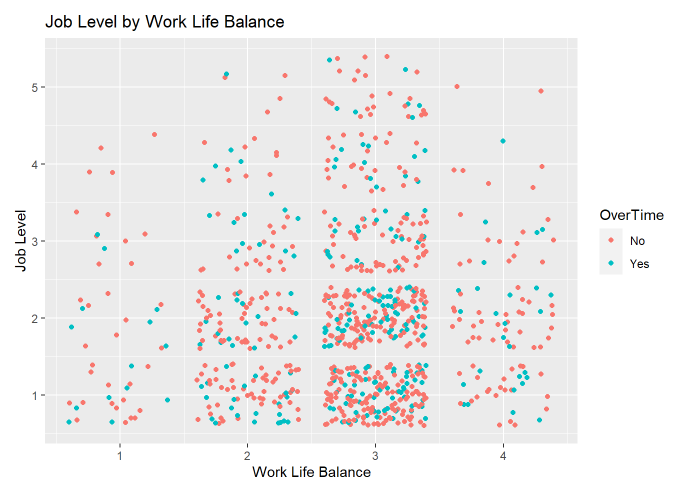 Job Level by Work Life Balance
5
4
3
2
1
Job Level
1 2 3 4
Work Life Balance
OverTime
No
Yes